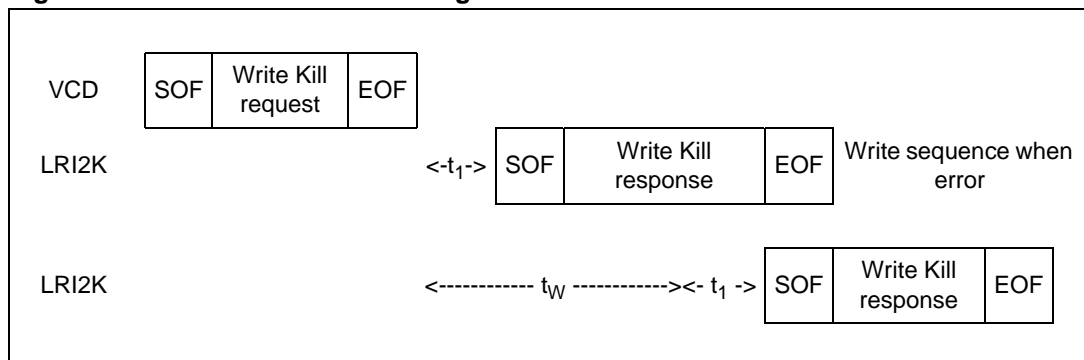 VCD SOF Write Kill request EOF
LRI2K <-t1-> SOF Write Kill response EOF Write sequence when error
LRI2K <------------ tW ------------><- t1 -> SOF Write Kill response EOF